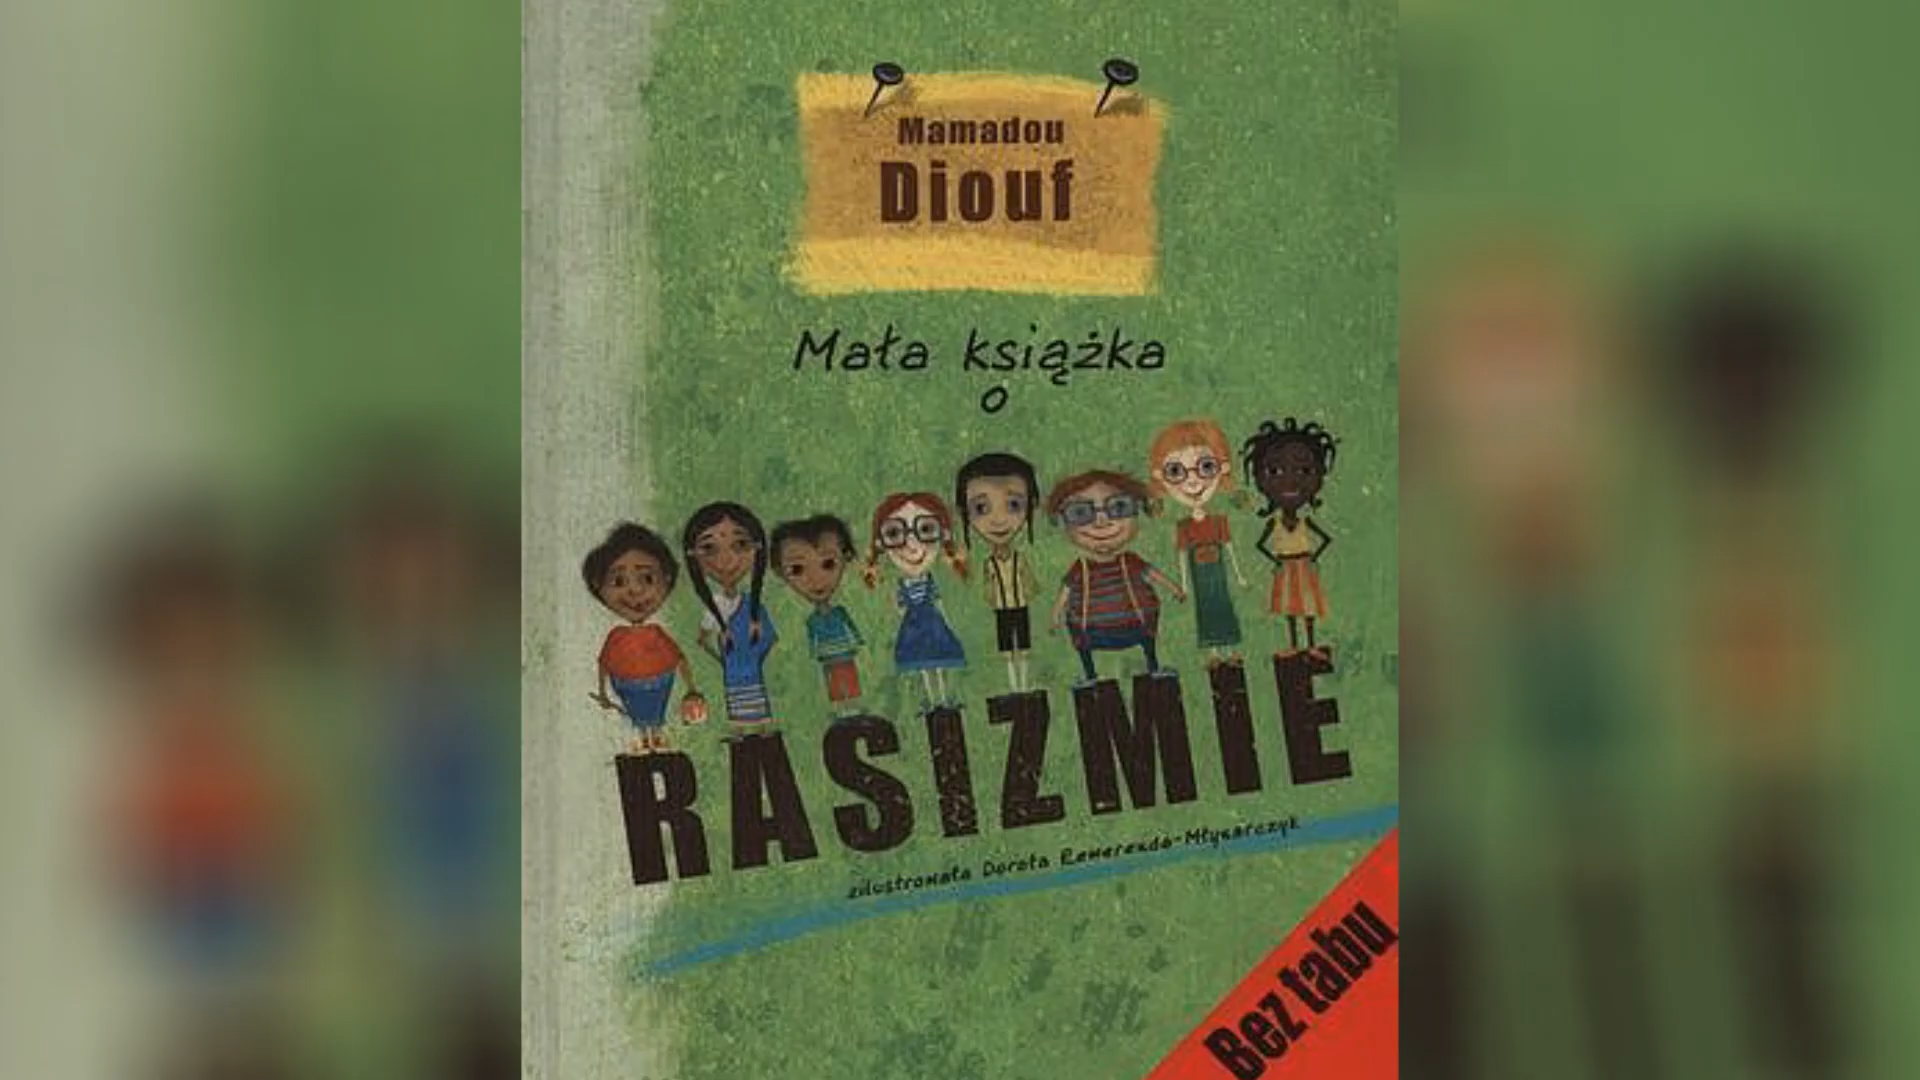 Mamadou
Diouf
Mała książka
o
RASIZMIE
zilustrowała Dorota Rewerenda-Młynarczyk
Bez tabu